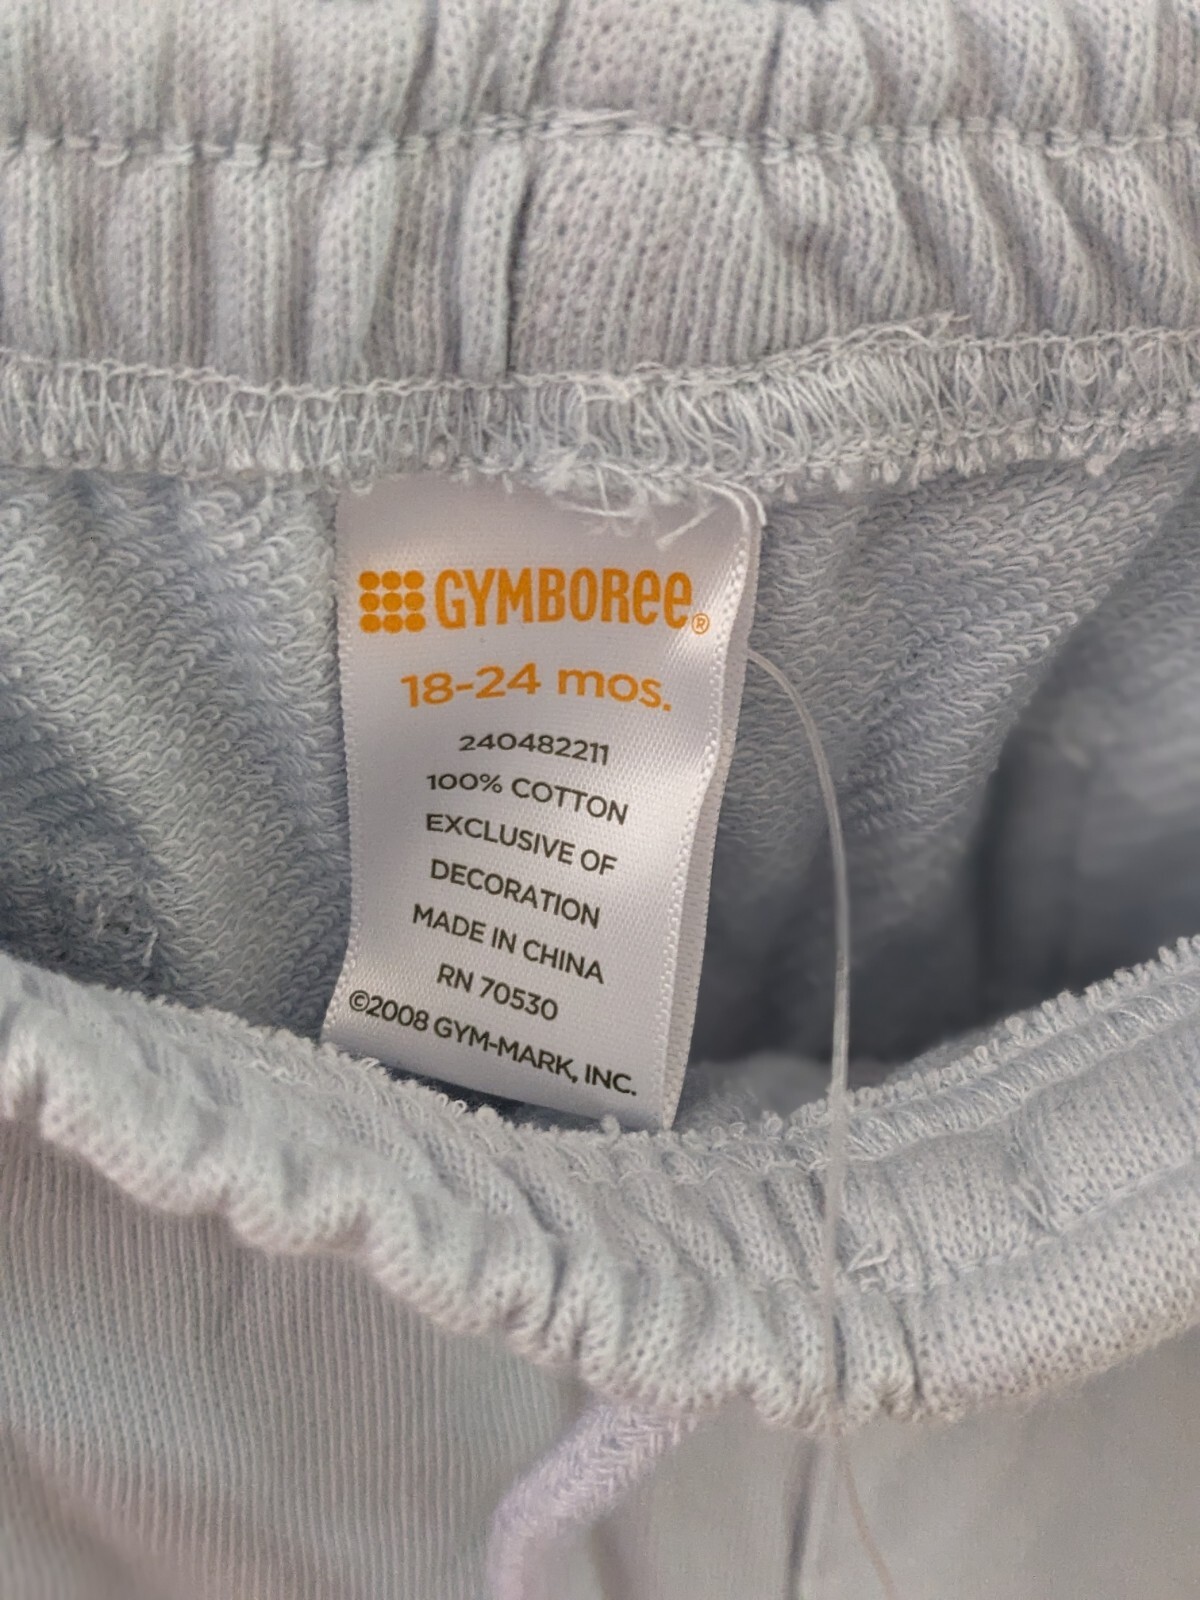 GYMBOREE®
18-24 mos.
240482211
100% COTTON
EXCLUSIVE OF
DECORATION
MADE IN CHINA
RN 70530
©2008 GYM-MARK, INC.